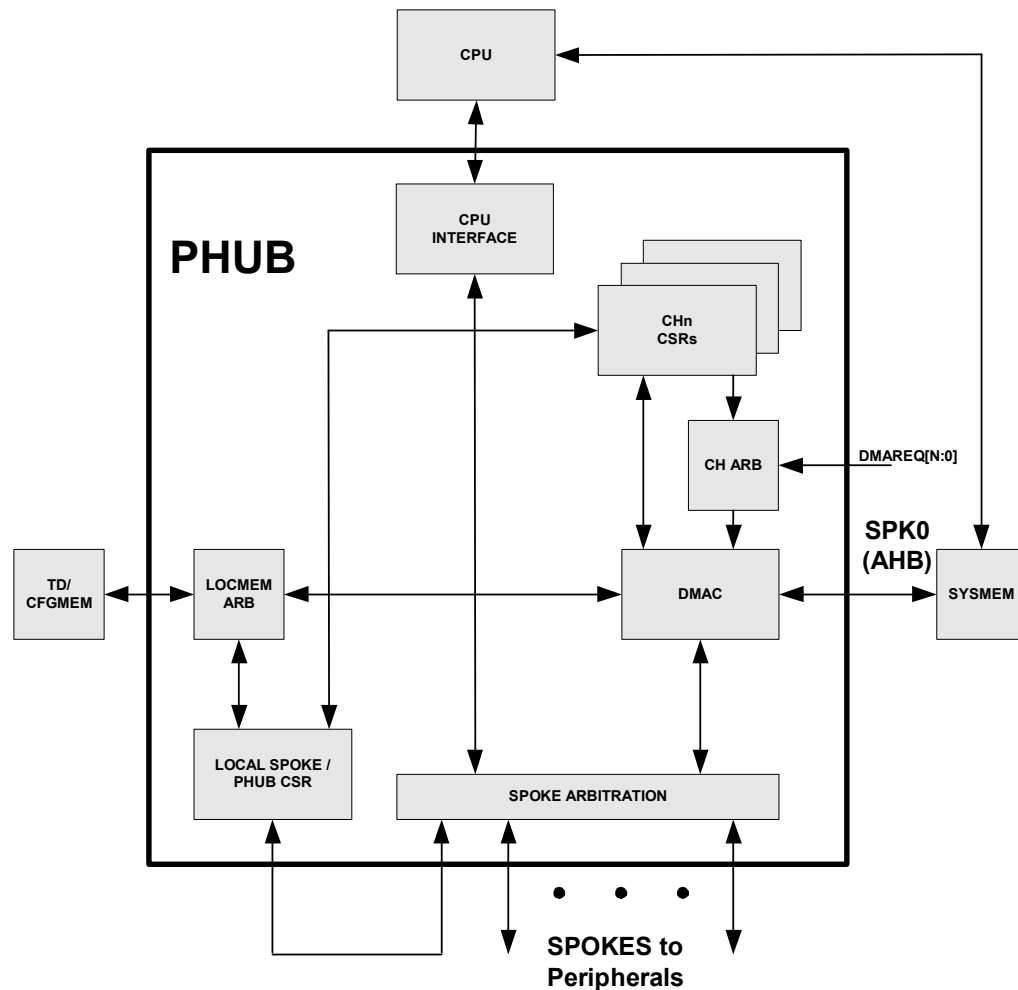 CPU
CPU
INTERFACE
PHUB
CHn
CSRs
CH ARB
DMAREQ[N:0]
SPK0
(AHB)
TD/
CFGMEM
LOCMEM
ARB
DMAC
SYSMEM
LOCAL SPOKE /
PHUB CSR
SPOKE ARBITRATION
SPOKES to
Peripherals